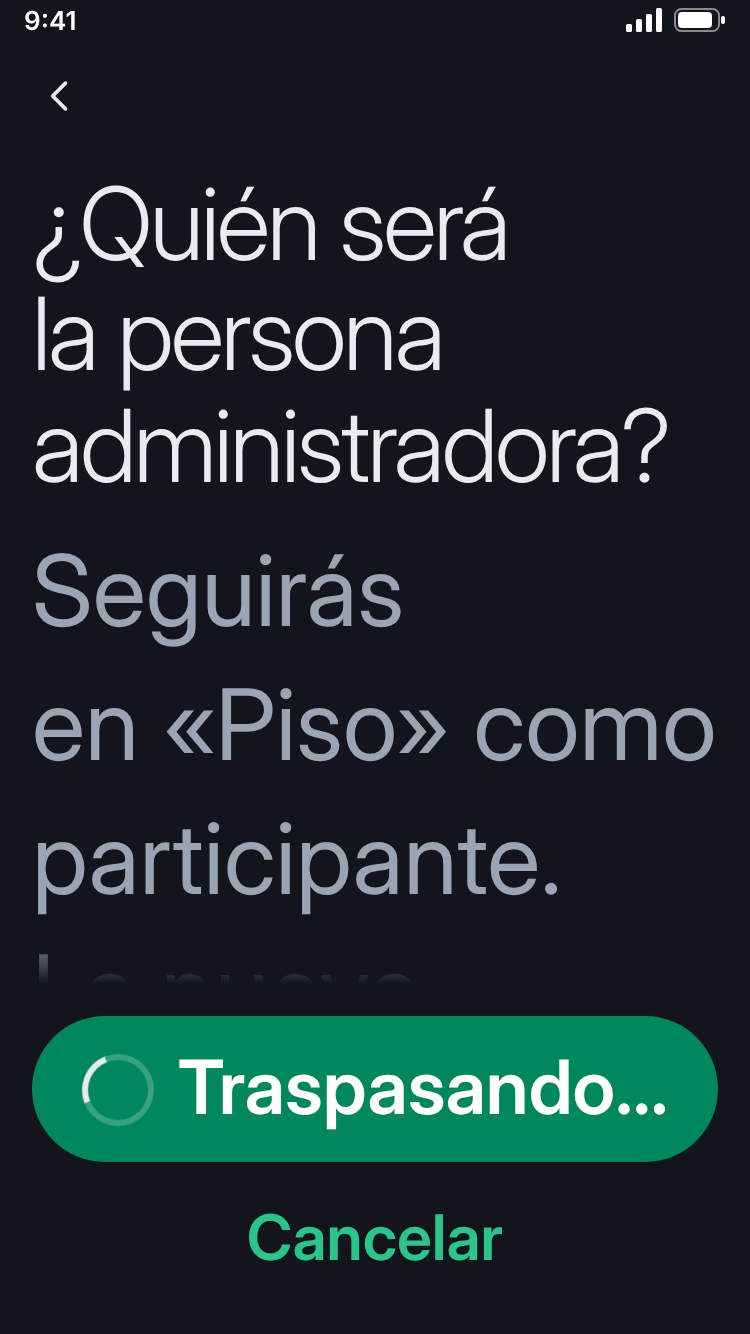 9:41
¿Quién será
la persona
administradora?
Seguirás
en «Piso» como
participante.
Traspasando...
Cancelar